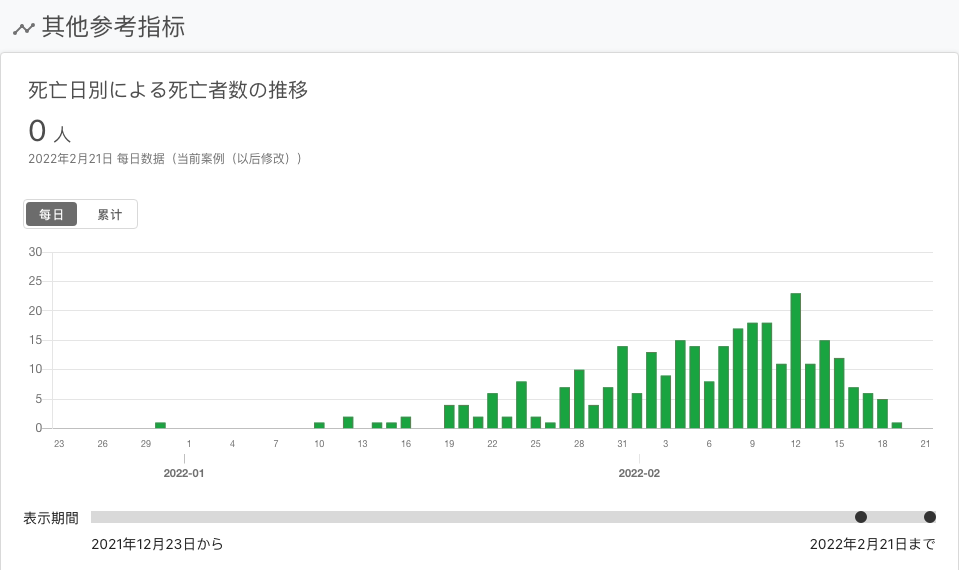 其他参考指标
死亡日別による死亡者数の推移
0 人
2022年2月21日 每日数据（当前案例（以后修改））
每日 累计
30
25
20
15
10
5
0
23 26 29 1 4 7 10 13 16 19 22 25 28 31 3 6 9 12 15 18 21
2022-01 2022-02
表示期間
2021年12月23日から 2022年2月21日まで